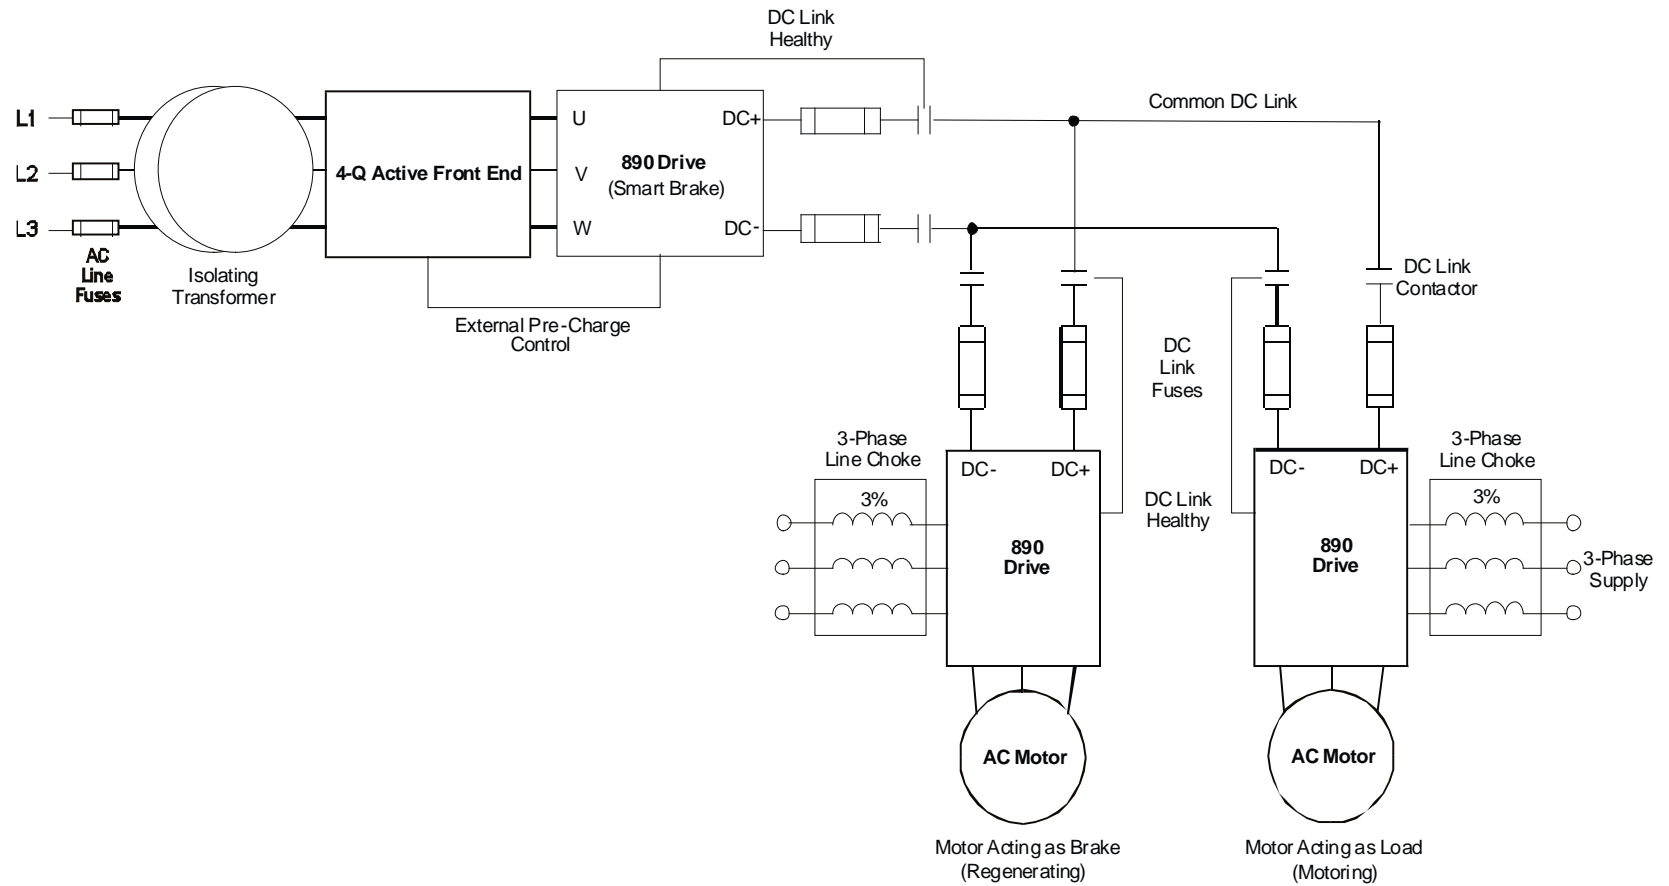 DC Link
Healthy
L1
L2
L3
AC
Line
Fuses
Isolating
Transformer
4-Q Active Front End
U
V
W
890 Drive
(Smart Brake)
DC+
DC-
External Pre-Charge
Control
Common DC Link
DC Link
Contactor
DC
Link
Fuses
3-Phase
Line Choke
3%
DC-
DC+
890
Drive
DC Link
Healthy
DC-
DC+
890
Drive
3-Phase
Line Choke
3%
3-Phase
Supply
AC Motor
Motor Acting as Brake
(Regenerating)
AC Motor
Motor Acting as Load
(Motoring)